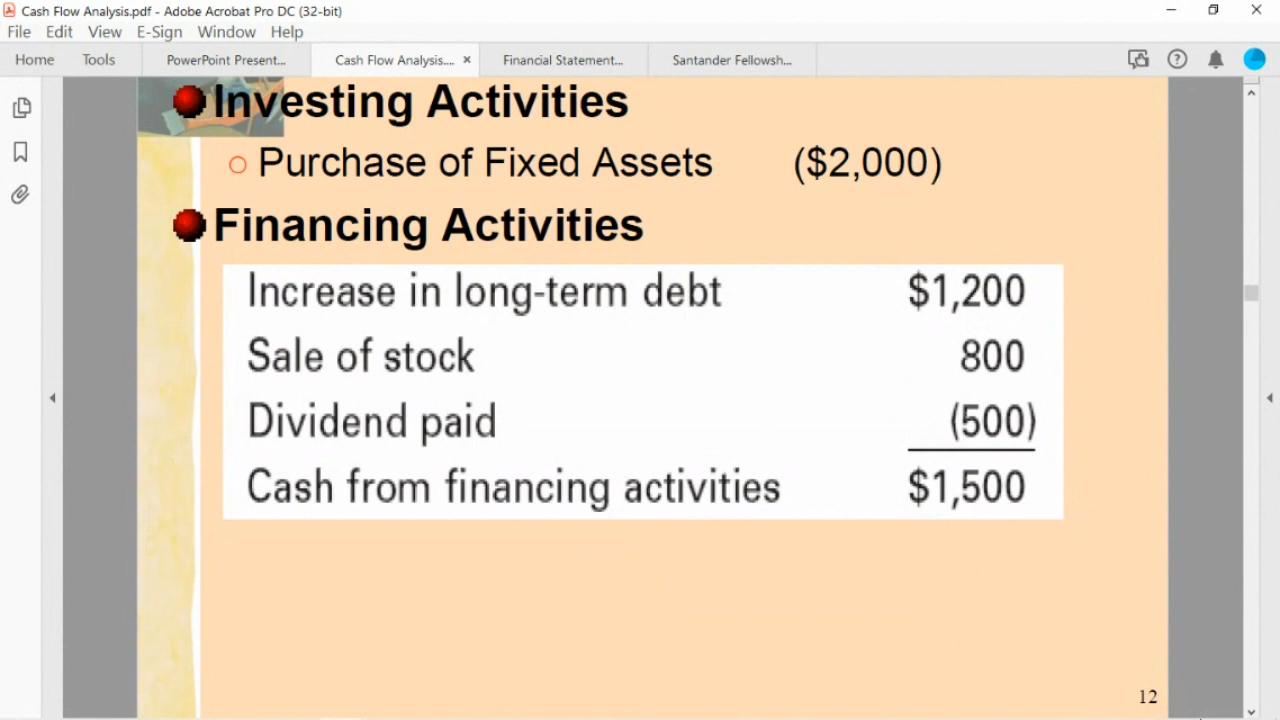 Cash Flow Analysis.pdf - Adobe Acrobat Pro DC (32-bit)
File Edit View E-Sign Window Help
Home Tools PowerPoint Present... Cash Flow Analysis.... × Financial Statement... Santander Fellowsh...
Investing Activities
Purchase of Fixed Assets ($2,000)
Financing Activities
Increase in long-term debt $1,200
Sale of stock 800
Dividend paid (500)
Cash from financing activities $1,500
12